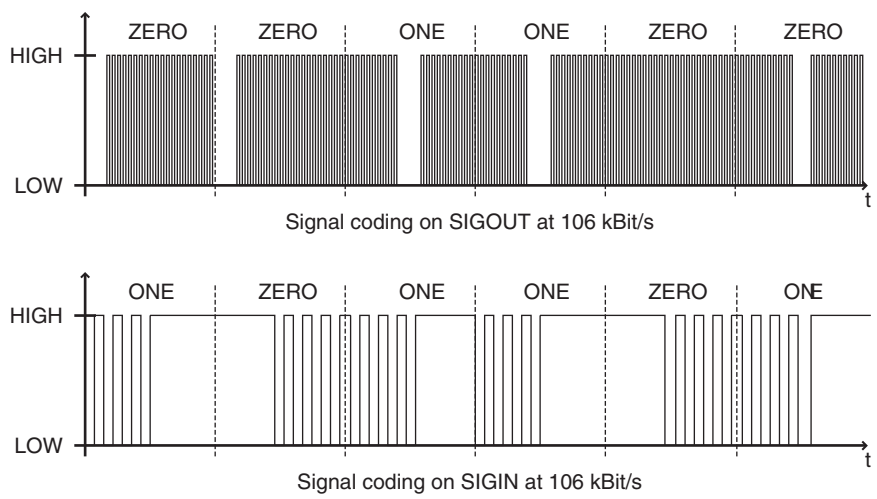 ZERO ZERO ONE ONE ZERO ZERO
HIGH
LOW
t
Signal coding on SIGOUT at 106 kBit/s
ONE ZERO ONE ONE ZERO ONE
HIGH
LOW
t
Signal coding on SIGIN at 106 kBit/s